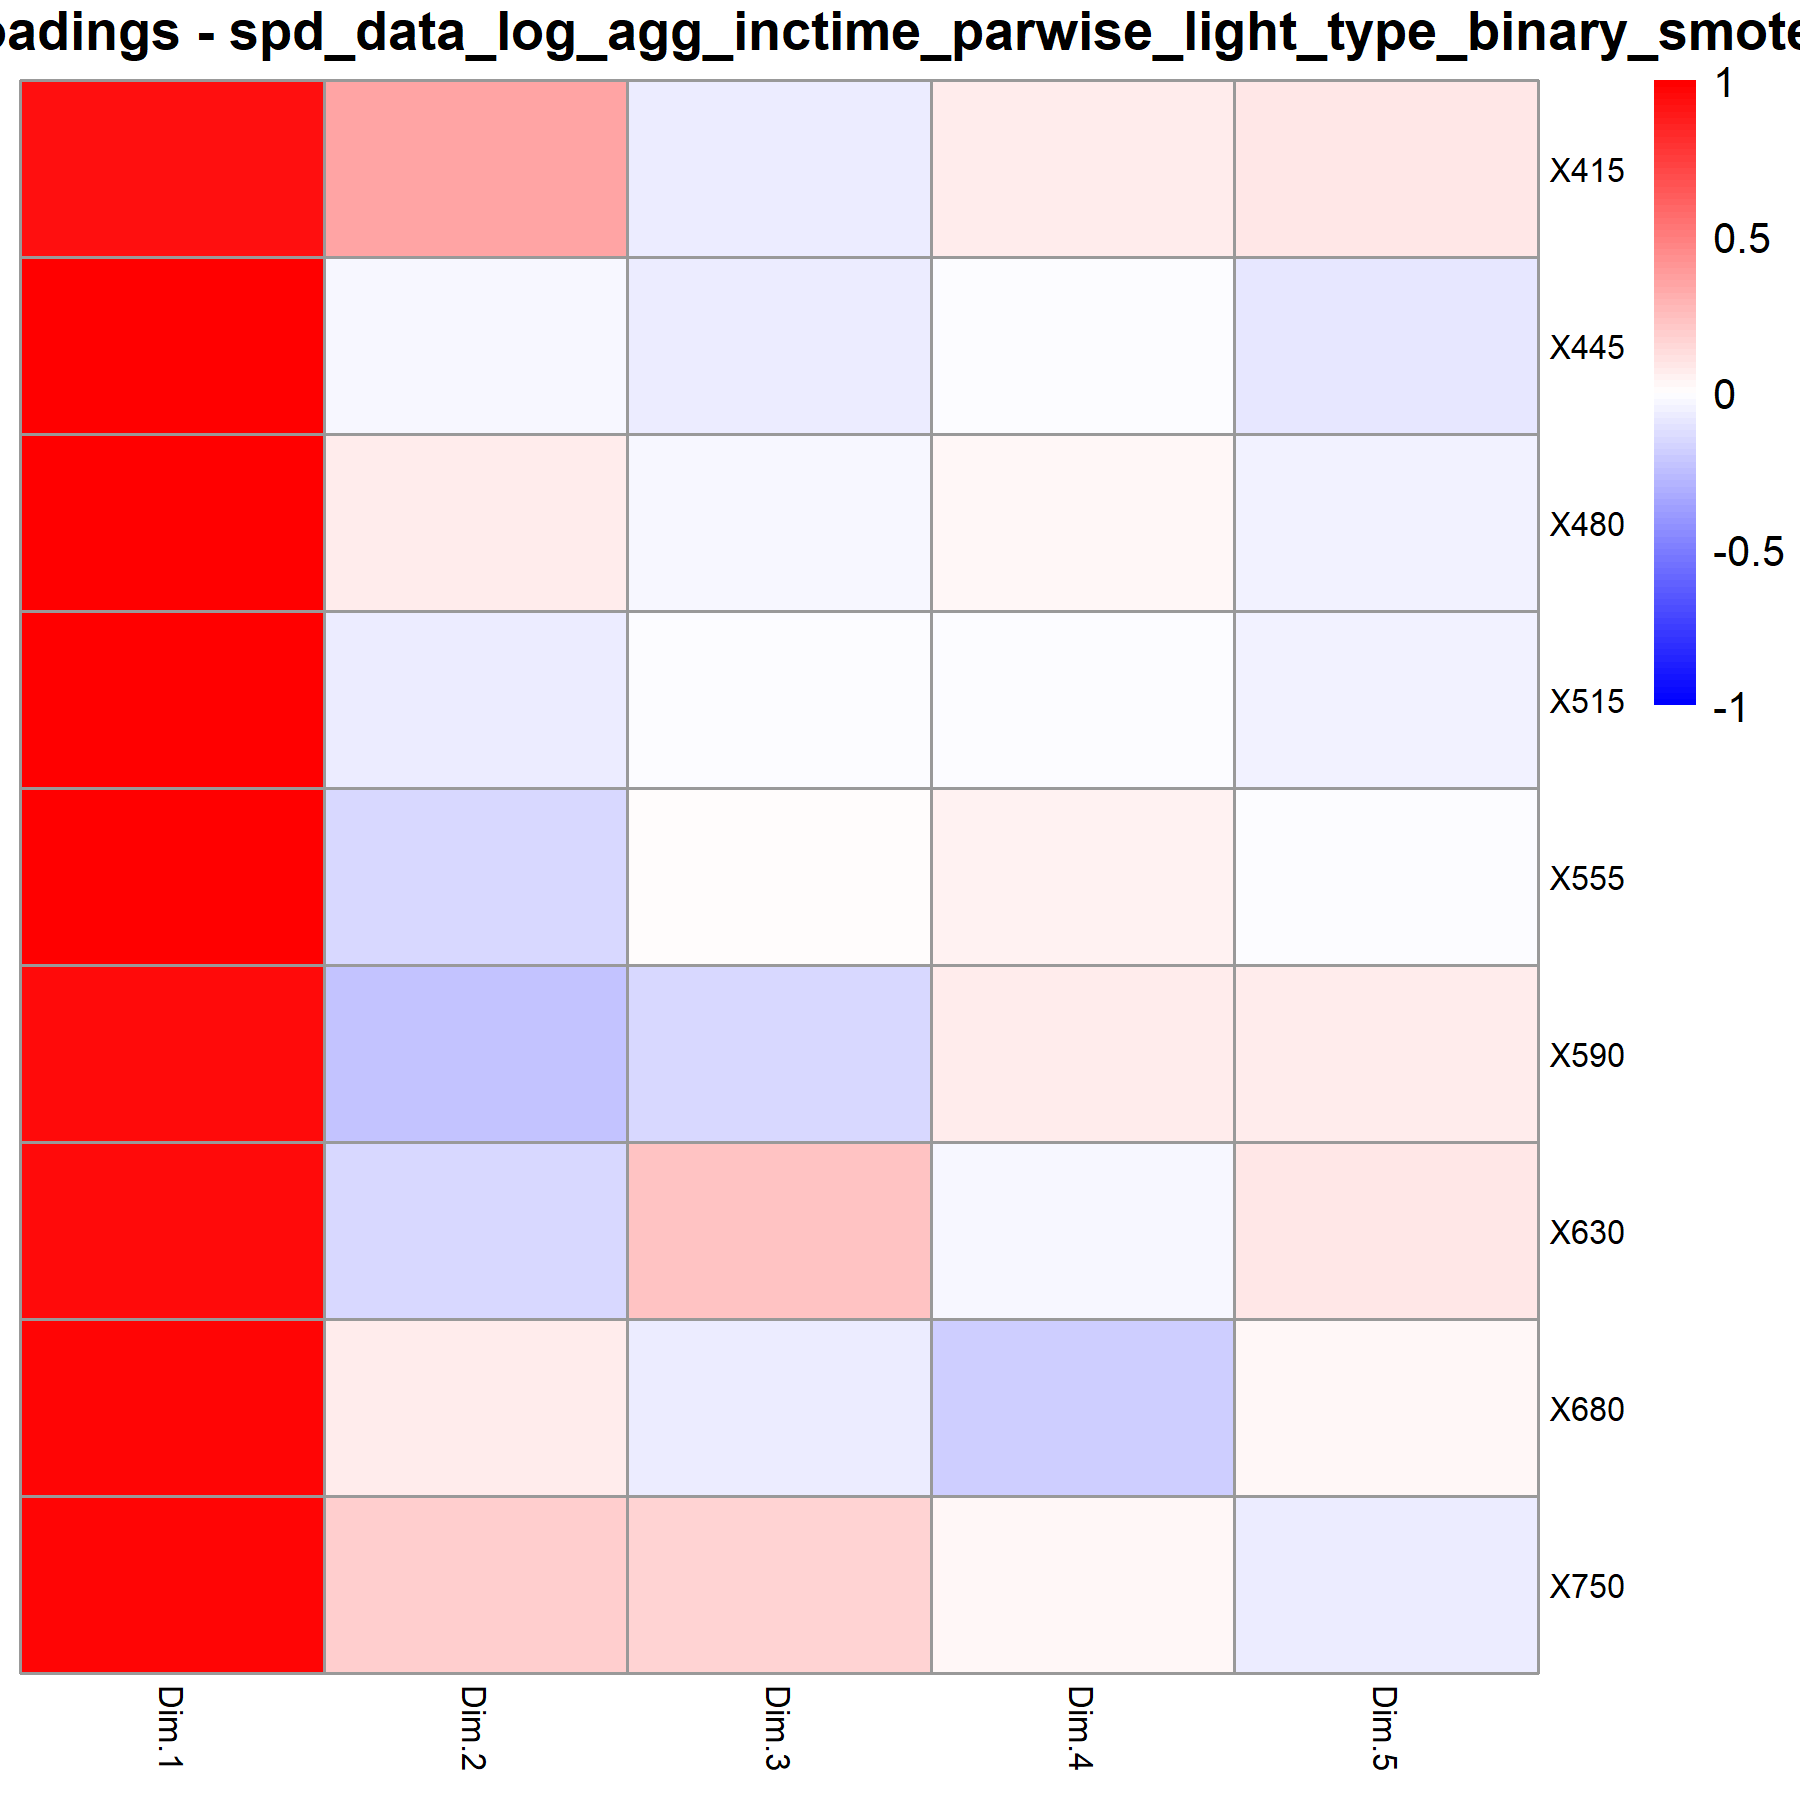 oadings - spd_data_log_agg_inctime_parwise_light_type_binary_smote
1
0.5
0
-0.5
-1
X415
X445
X480
X515
X555
X590
X630
X680
X750
Dim.1
Dim.2
Dim.3
Dim.4
Dim.5